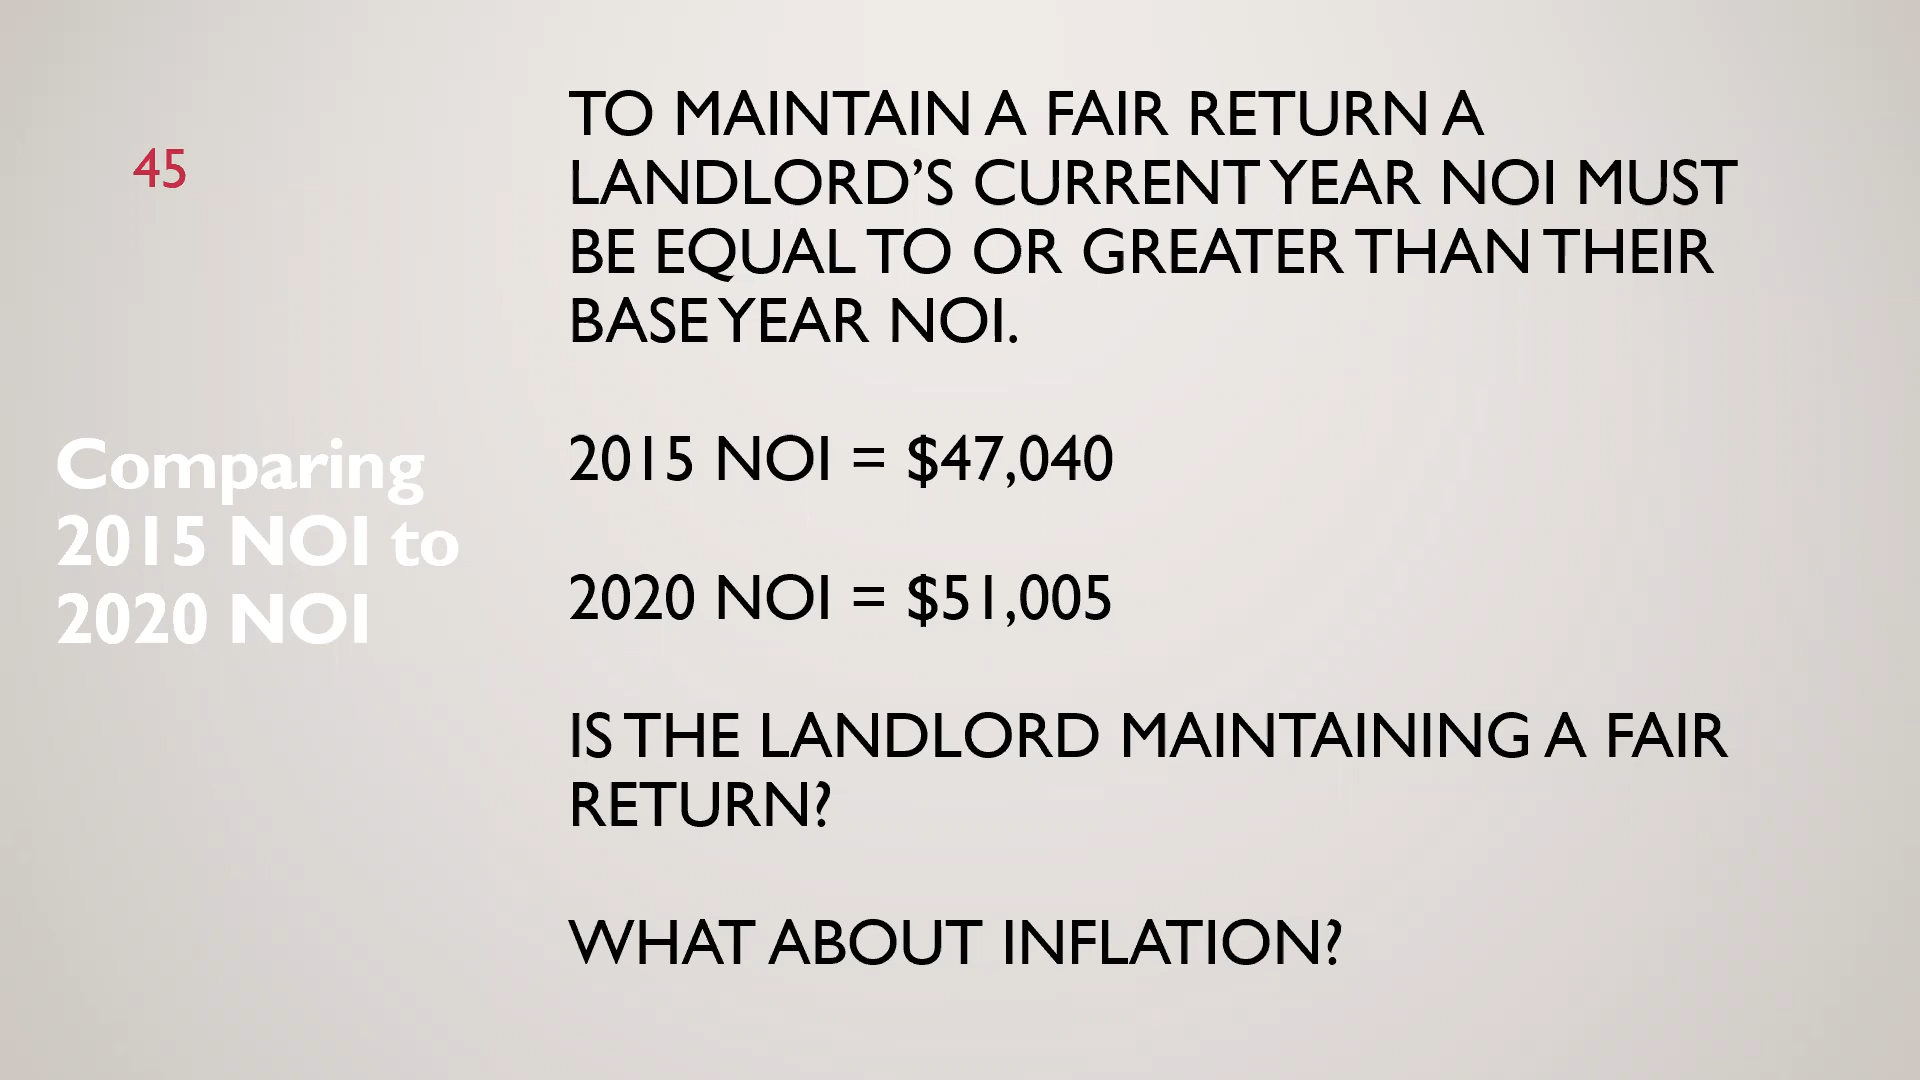 45
Comparing
2015 NOI to
2020 NOI
TO MAINTAIN A FAIR RETURN A
LANDLORD’S CURRENT YEAR NOI MUST
BE EQUAL TO OR GREATER THAN THEIR
BASE YEAR NOI.
2015 NOI = $47,040
2020 NOI = $51,005
IS THE LANDLORD MAINTAINING A FAIR
RETURN?
WHAT ABOUT INFLATION?